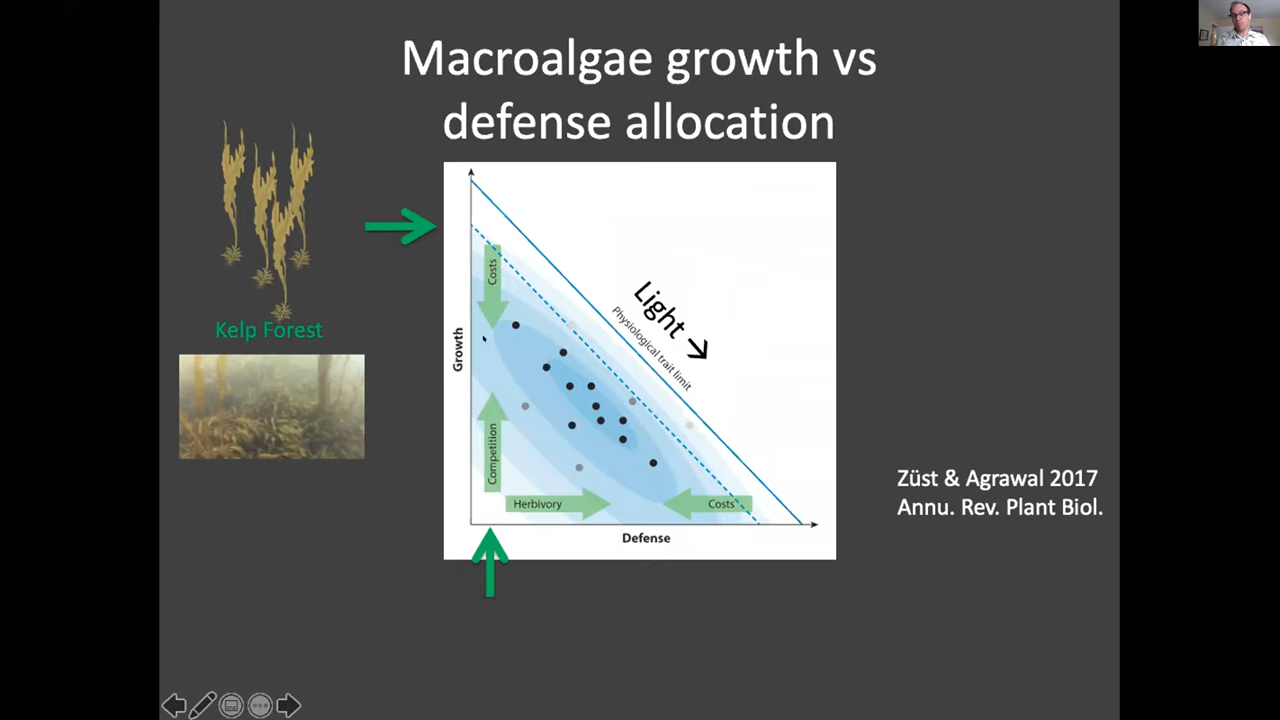 Macroalgae growth vs
defense allocation
Kelp Forest
Growth
Costs
Competition
Herbivory
Costs
Defense
Light
Physiological trait limit
Züst & Agrawal 2017
Annu. Rev. Plant Biol.